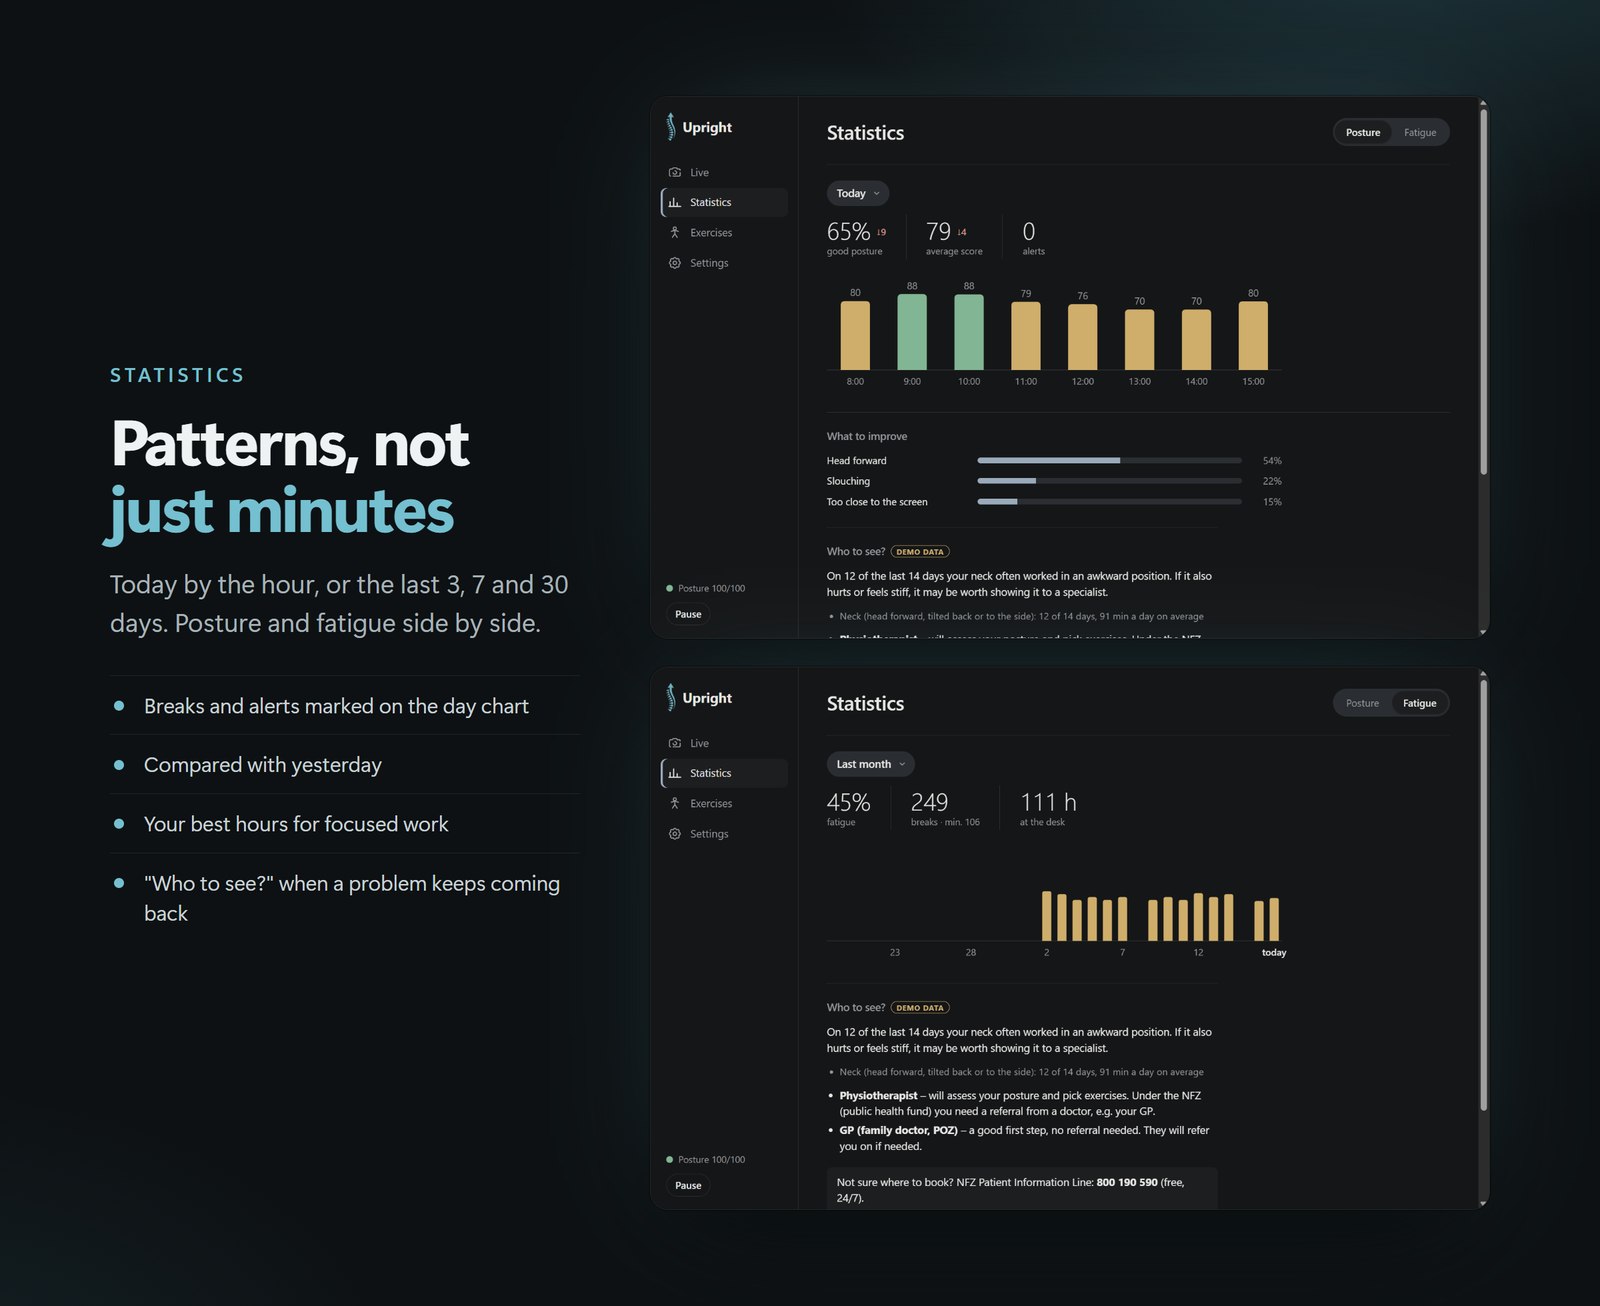 STATISTICS
Patterns, not
just minutes
Today by the hour, or the last 3, 7 and 30
days. Posture and fatigue side by side.
Breaks and alerts marked on the day chart
Compared with yesterday
Your best hours for focused work
"Who to see?" when a problem keeps coming
back
Upright
Live
Statistics
Exercises
Settings
Posture 100/100
Pause
Statistics
Posture Fatigue
Today
65% ↓9 79 ↓4 0
good posture average score alerts
80 88 88 79 76 70 70 80
8:00 9:00 10:00 11:00 12:00 13:00 14:00 15:00
What to improve
Head forward 54%
Slouching 22%
Too close to the screen 15%
Who to see? DEMO DATA
On 12 of the last 14 days your neck often worked in an awkward position. If it also
hurts or feels stiff, it may be worth showing it to a specialist.
• Neck (head forward, tilted back or to the side): 12 of 14 days, 91 min a day on average
• Physiotherapist – will assess your posture and pick exercises. Under the NFZ
Upright
Live
Statistics
Exercises
Settings
Posture 100/100
Pause
Statistics
Posture Fatigue
Last month
45% 249 111 h
fatigue breaks · min. 106 at the desk
23 28 2 7 12 today
Who to see? DEMO DATA
On 12 of the last 14 days your neck often worked in an awkward position. If it also
hurts or feels stiff, it may be worth showing it to a specialist.
• Neck (head forward, tilted back or to the side): 12 of 14 days, 91 min a day on average
• Physiotherapist – will assess your posture and pick exercises. Under the NFZ
(public health fund) you need a referral from a doctor, e.g. your GP.
• GP (family doctor, POZ) – a good first step, no referral needed. They will refer
you on if needed.
Not sure where to book? NFZ Patient Information Line: 800 190 590 (free,
24/7).